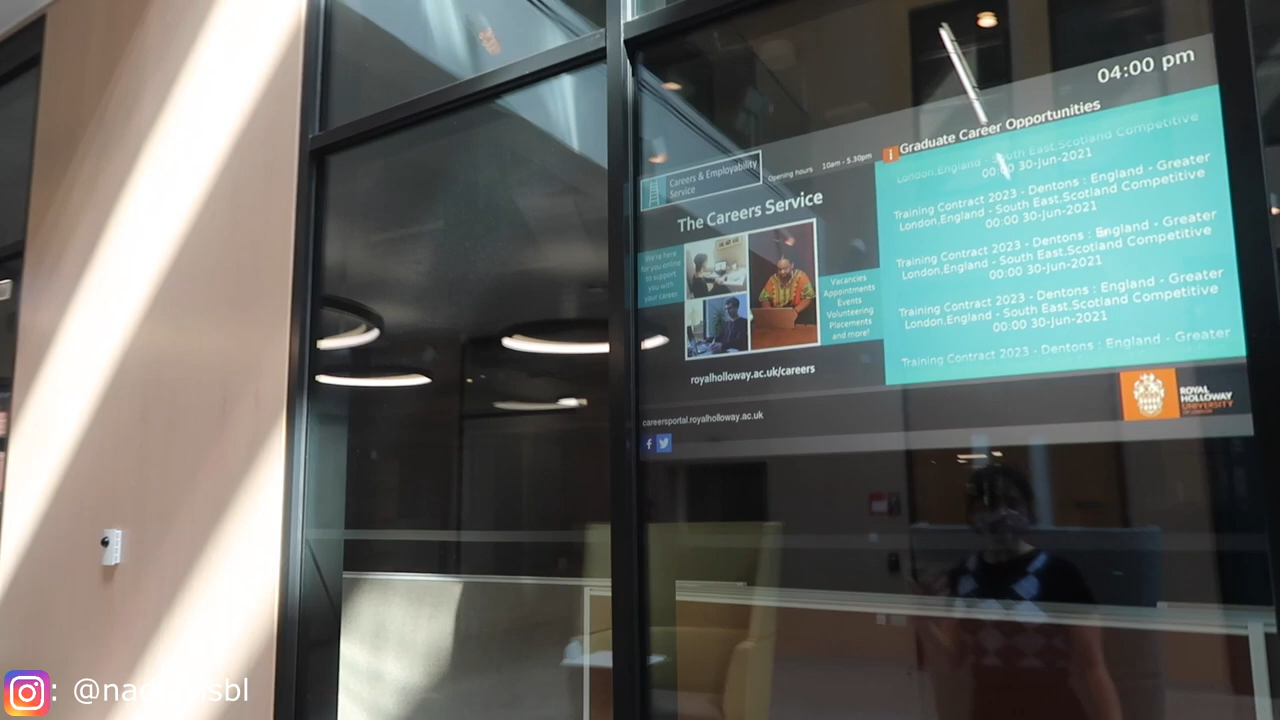 04:00 pm
i Graduate Career Opportunities
London,England - South East,Scotland Competitive
30-Jun-2021
Training Contract 2023 - Dentons : England - Greater
London,England - South East,Scotland Competitive
00:00 30-Jun-2021
Training Contract 2023 - Dentons : England - Greater
London,England - South East,Scotland Competitive
00:00 30-Jun-2021
Training Contract 2023 - Dentons : England - Greater
London,England - South East,Scotland Competitive
00:00 30-Jun-2021
Training Contract 2023 - Dentons : England - Greater
Careers & Employability
Service
Opening hours 10am - 5.30pm
The Careers Service
We're here
for you online
to support
you with
your career
Vacancies
Appointments
Events
Volunteering
Placements
and more!
royalholloway.ac.uk/careers
careersportal.royalholloway.ac.uk
ROYAL
HOLLOWAY
UNIVERSITY
OF LONDON